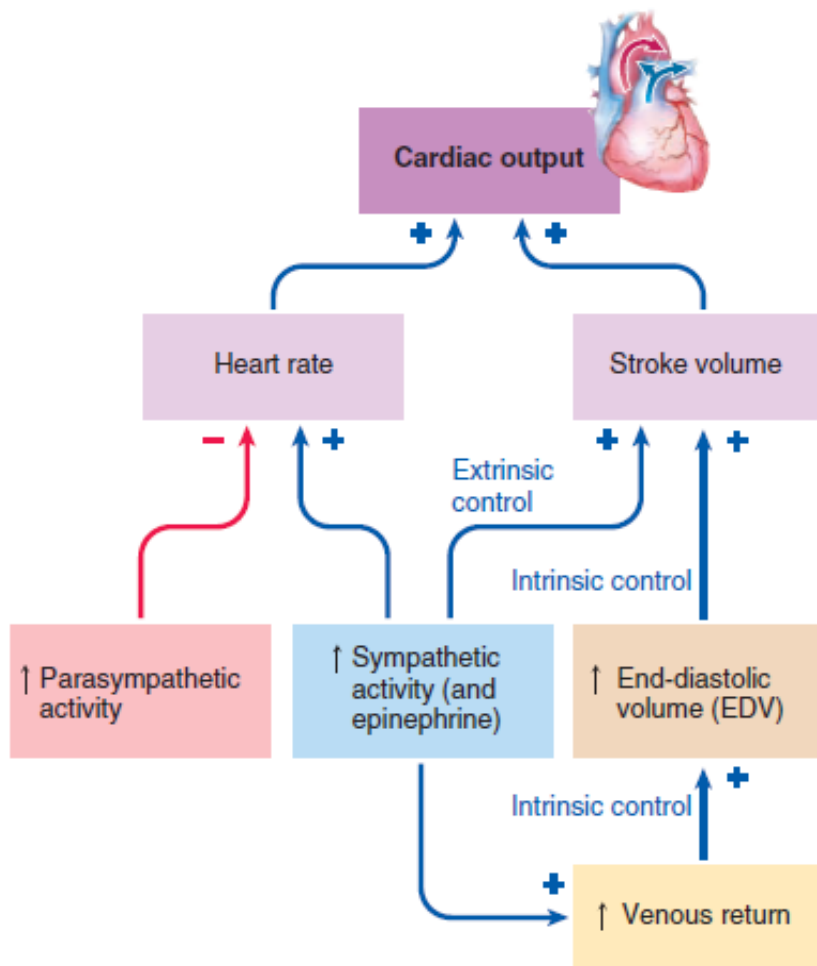 Cardiac output
+ +
Heart rate
Stroke volume
− + + +
Extrinsic
control
Intrinsic control
↑ Parasympathetic
activity
↑ Sympathetic
activity (and
epinephrine)
↑ End-diastolic
volume (EDV)
+
Intrinsic control
+
↑ Venous return